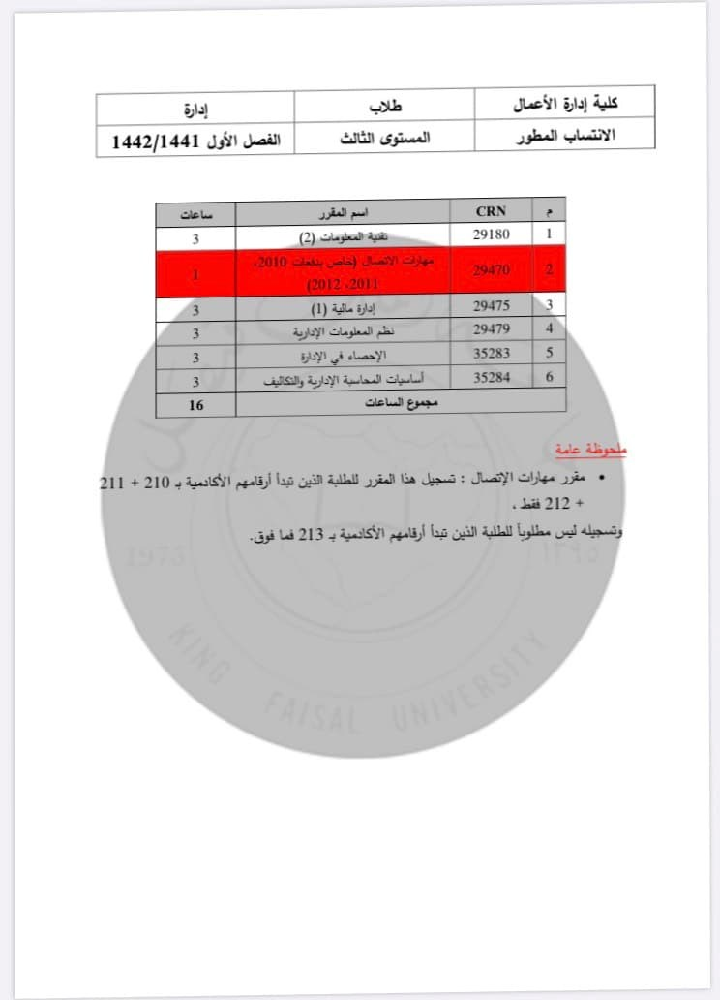 كلية إدارة الأعمال طلاب إدارة
الانتساب المطور المستوى الثالث الفصل الأول 1442/1441
م CRN اسم المقرر ساعات
1 29180 تقنية المعلومات (2) 3
2 29470 مهارات الاتصال (خاص بدفعات 2010، 1
2011، 2012)
3 29475 إدارة مالية (1) 3
4 29479 نظم المعلومات الإدارية 3
5 35283 الإحصاء في الإدارة 3
6 35284 أساسيات المحاسبة الإدارية والتكاليف 3
مجموع الساعات 16
ملحوظة عامة
• مقرر مهارات الإتصال : تسجيل هذا المقرر للطلبة الذين تبدأ أرقامهم الأكادمية بـ 210 + 211
+ 212 فقط ،
وتسجيله ليس مطلوباً للطلبة الذين تبدأ أرقامهم الأكادمية بـ 213 فما فوق.
1975 ١٣٩٥
KING FAISAL UNIVERSITY